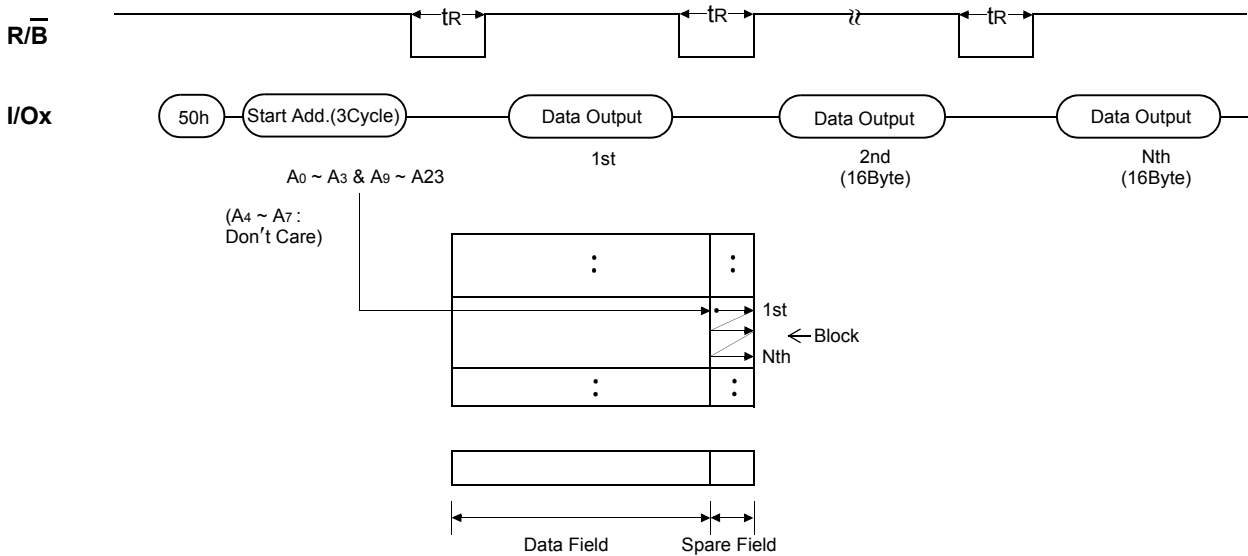 tR tR ≈ tR
R/B̅
I/Ox
50h Start Add.(3Cycle) Data Output Data Output Data Output
1st 2nd Nth
(16Byte) (16Byte)
A0 ~ A3 & A9 ~ A23
(A4 ~ A7 :
Don't Care)
: :
1st
Block
Nth
: :
Data Field Spare Field